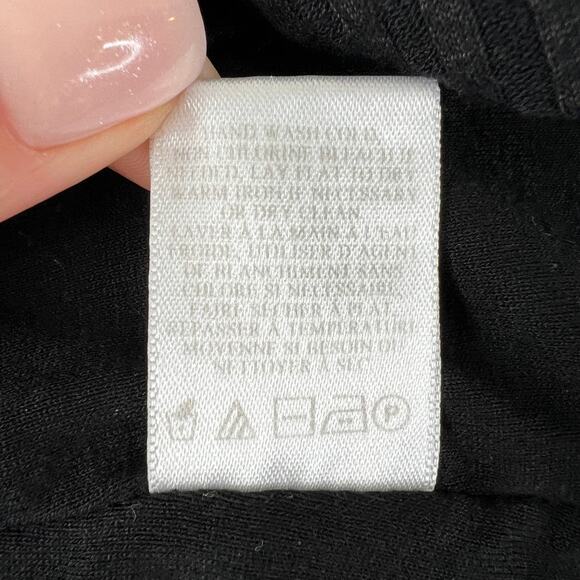 HAND WASH COLD
NON CHLORINE BLEACH IF
NEEDED. LAY FLAT TO DRY
WARM IRON IF NECESSARY
OR DRY CLEAN
LAVER À LA MAIN À L'EAU
FROIDE. UTILISER D'AGENT
DE BLANCHIMENT SANS
CHLORE SI NECESSAIRE
FAIRE SÉCHER À PLAT.
REPASSER À TEMPÉRATURE
MOYENNE SI BESOIN OU
NETTOYER À SEC
P